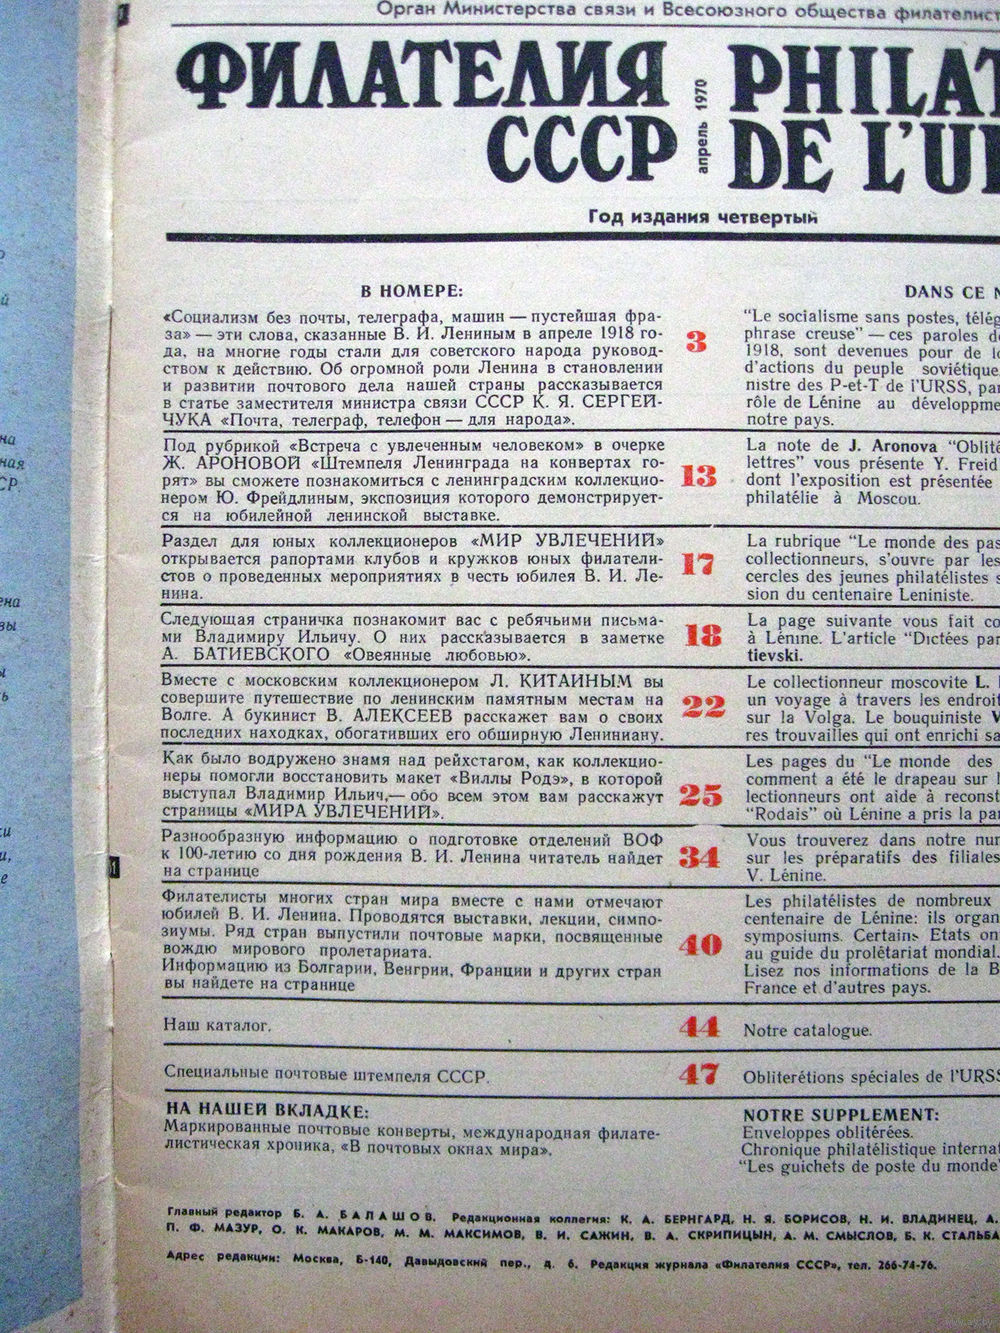 Орган Министерства связи и Всесоюзного общества филателист
ФИЛАТЕЛИЯ
СССР
апрель 1970
PHILAT
DE L'UR
Год издания четвертый
В НОМЕРЕ:
«Социализм без почты, телеграфа, машин — пустейшая фра-
за» — эти слова, сказанные В. И. Лениным в апреле 1918 го-
да, на многие годы стали для советского народа руковод-
ством к действию. Об огромной роли Ленина в становлении
и развитии почтового дела нашей страны рассказывается
в статье заместителя министра связи СССР К. Я. СЕРГЕЙ-
ЧУКА «Почта, телеграф, телефон — для народа».
3
Под рубрикой «Встреча с увлеченным человеком» в очерке
Ж. АРОНОВОЙ «Штемпеля Ленинграда на конвертах го-
рят» вы сможете познакомиться с ленинградским коллекцио-
нером Ю. Фрейдлиным, экспозиция которого демонстрирует-
ся на юбилейной ленинской выставке.
13
Раздел для юных коллекционеров «МИР УВЛЕЧЕНИЙ»
открывается рапортами клубов и кружков юных филатели-
стов о проведенных мероприятиях в честь юбилея В. И. Ле-
нина.
17
Следующая страничка познакомит вас с ребячьими письма-
ми Владимиру Ильичу. О них рассказывается в заметке
А. БАТИЕВСКОГО «Овеянные любовью».
18
Вместе с московским коллекционером Л. КИТАИНЫМ вы
совершите путешествие по ленинским памятным местам на
Волге. А букинист В. АЛЕКСЕЕВ расскажет вам о своих
последних находках, обогативших его обширную Лениниану.
22
Как было водружено знамя над рейхстагом, как коллекцио-
неры помогли восстановить макет «Виллы Родэ», в которой
выступал Владимир Ильич,— обо всем этом вам расскажут
страницы «МИРА УВЛЕЧЕНИЙ».
25
Разнообразную информацию о подготовке отделений ВОФ
к 100-летию со дня рождения В. И. Ленина читатель найдет
на странице
34
Филателисты многих стран мира вместе с нами отмечают
юбилей В. И. Ленина. Проводятся выставки, лекции, симпо-
зиумы. Ряд стран выпустили почтовые марки, посвященные
вождю мирового пролетариата.
Информацию из Болгарии, Венгрии, Франции и других стран
вы найдете на странице
40
Наш каталог.
44
Специальные почтовые штемпеля СССР.
47
НА НАШЕЙ ВКЛАДКЕ:
Маркированные почтовые конверты, международная филате-
листическая хроника, «В почтовых окнах мира».
DANS CE N
"Le socialisme sans postes, télég
phrase creuse" — ces paroles de
1918, sont devenues pour de lo
d'actions du peuple soviétique.
nistre des P-et-T de l'URSS, par
rôle de Lénine au développme
notre pays.
La note de J. Aronova "Oblité
lettres" vous présente Y. Freid
dont l'exposition est présentée
philatélie à Moscou.
La rubrique "Le monde des pas
collectionneurs, s'ouvre par les
cercles des jeunes philatélistes s
sion du centenaire Leniniste.
La page suivante vous fait co
à Lénine. L'article "Dictées par
tievski.
Le collectionneur moscovite L.
un voyage à travers les endroit
sur la Volga. Le bouquiniste V
res trouvailles qui ont enrichi sa
Les pages du "Le monde des
comment a été le drapeau sur l
lectionneurs ont aidé à reconst
"Rodais" où Lénine a pris la par
Vous trouverez dans notre nur
sur les préparatifs des filiales
V. Lénine.
Les philatélistes de nombreux
centenaire de Lénine: ils organ
symposiums. Certains Etats on
au guide du prolétariat mondial.
Lisez nos informations de la B
France et d'autres pays.
Notre catalogue.
Obliterétions spéciales de l'URSS
NOTRE SUPPLEMENT:
Enveloppes oblitérées.
Chronique philatélistique internat
"Les guichets de poste du monde"
Главный редактор Б. А. БАЛАШОВ. Редакционная коллегия: К. А. БЕРНГАРД, Н. Я. БОРИСОВ, Н. И. ВЛАДИНЕЦ, А.
П. Ф. МАЗУР, О. К. МАКАРОВ, М. М. МАКСИМОВ, В. И. САЖИН, В. А. СКРИПИЦЫН, А. М. СМЫСЛОВ, Б. К. СТАЛЬБА
Адрес редакции: Москва, Б-140, Давыдовский пер., д. 6. Редакция журнала «Филателия СССР», тел. 266-74-76.